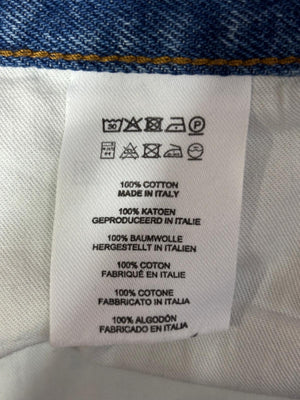 30 P
100% COTTON
MADE IN ITALY
100% KATOEN
GEPRODUCEERD IN ITALIE
100% BAUMWOLLE
HERGESTELLT IN ITALIEN
100% COTON
FABRIQUÉ EN ITALIE
100% COTONE
FABBRICATO IN ITALIA
100% ALGODÓN
FABRICADO EN ITALIA